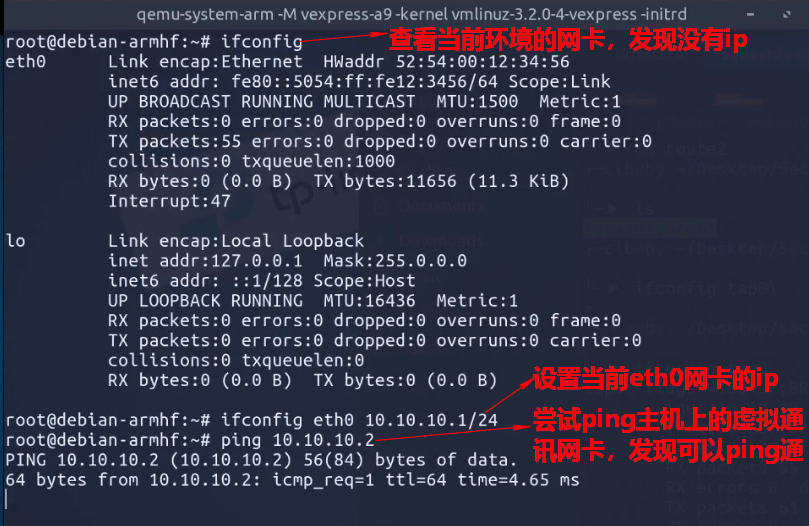 qemu-system-arm -M vexpress-a9 -kernel vmlinuz-3.2.0-4-vexpress -initrd
root@debian-armhf:~# ifconfig
查看当前环境的网卡，发现没有ip
eth0 Link encap:Ethernet HWaddr 52:54:00:12:34:56
inet6 addr: fe80::5054:ff:fe12:3456/64 Scope:Link
UP BROADCAST RUNNING MULTICAST MTU:1500 Metric:1
RX packets:0 errors:0 dropped:0 overruns:0 frame:0
TX packets:55 errors:0 dropped:0 overruns:0 carrier:0
collisions:0 txqueuelen:1000
RX bytes:0 (0.0 B) TX bytes:11656 (11.3 KiB)
Interrupt:47
lo Link encap:Local Loopback
inet addr:127.0.0.1 Mask:255.0.0.0
inet6 addr: ::1/128 Scope:Host
UP LOOPBACK RUNNING MTU:16436 Metric:1
RX packets:0 errors:0 dropped:0 overruns:0 frame:0
TX packets:0 errors:0 dropped:0 overruns:0 carrier:0
collisions:0 txqueuelen:0
RX bytes:0 (0.0 B) TX bytes:0 (0.0 B)
设置当前eth0网卡的ip
root@debian-armhf:~# ifconfig eth0 10.10.10.1/24
尝试ping主机上的虚拟通
root@debian-armhf:~# ping 10.10.10.2
讯网卡，发现可以ping通
PING 10.10.10.2 (10.10.10.2) 56(84) bytes of data.
64 bytes from 10.10.10.2: icmp_req=1 ttl=64 time=4.65 ms